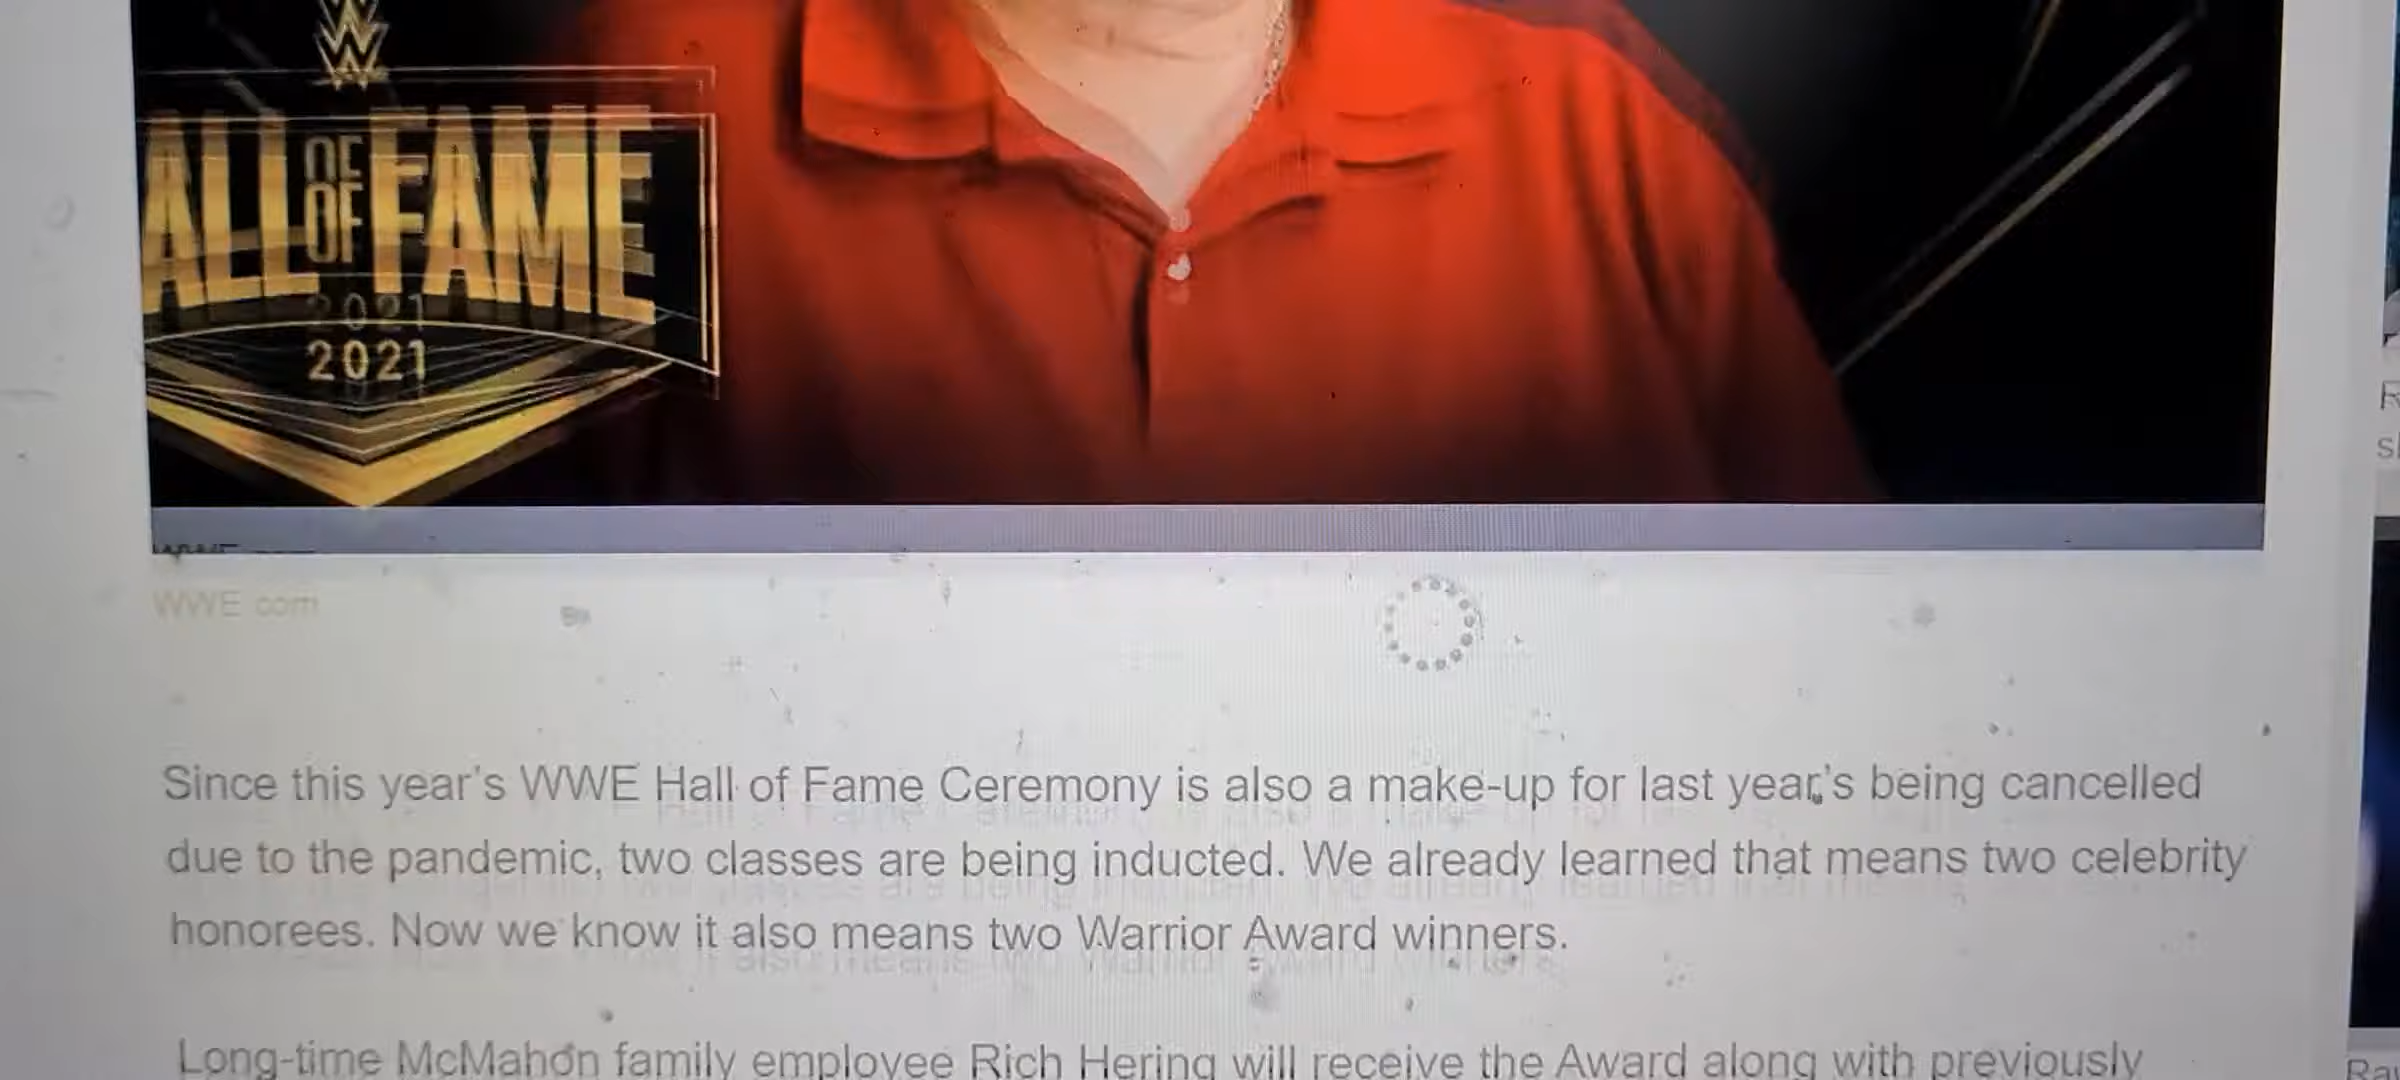 ALL OF FAME
2021
WWE.com
Since this year's WWE Hall of Fame Ceremony is also a make-up for last year's being cancelled
due to the pandemic, two classes are being inducted. We already learned that means two celebrity
honorees. Now we know it also means two Warrior Award winners.
Long-time McMahon family employee Rich Hering will receive the Award along with previously